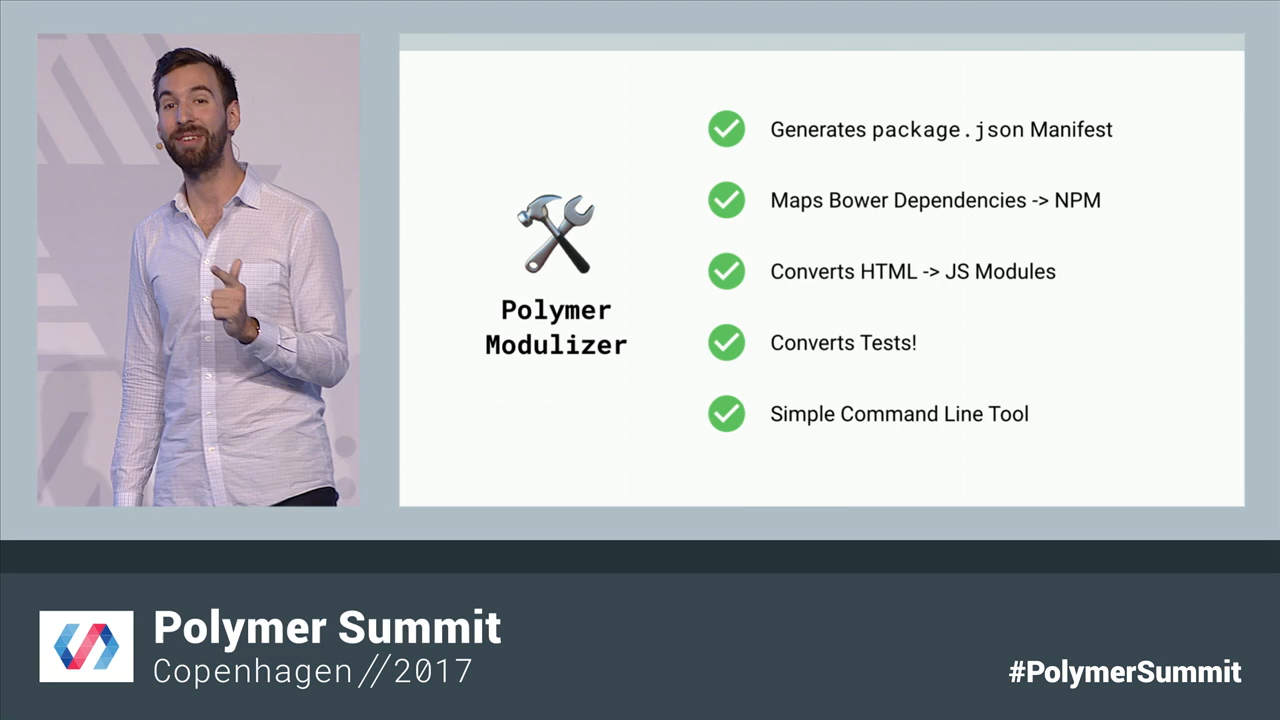 Polymer
Modulizer
Generates package.json Manifest
Maps Bower Dependencies -> NPM
Converts HTML -> JS Modules
Converts Tests!
Simple Command Line Tool
Polymer Summit
Copenhagen//2017
#PolymerSummit